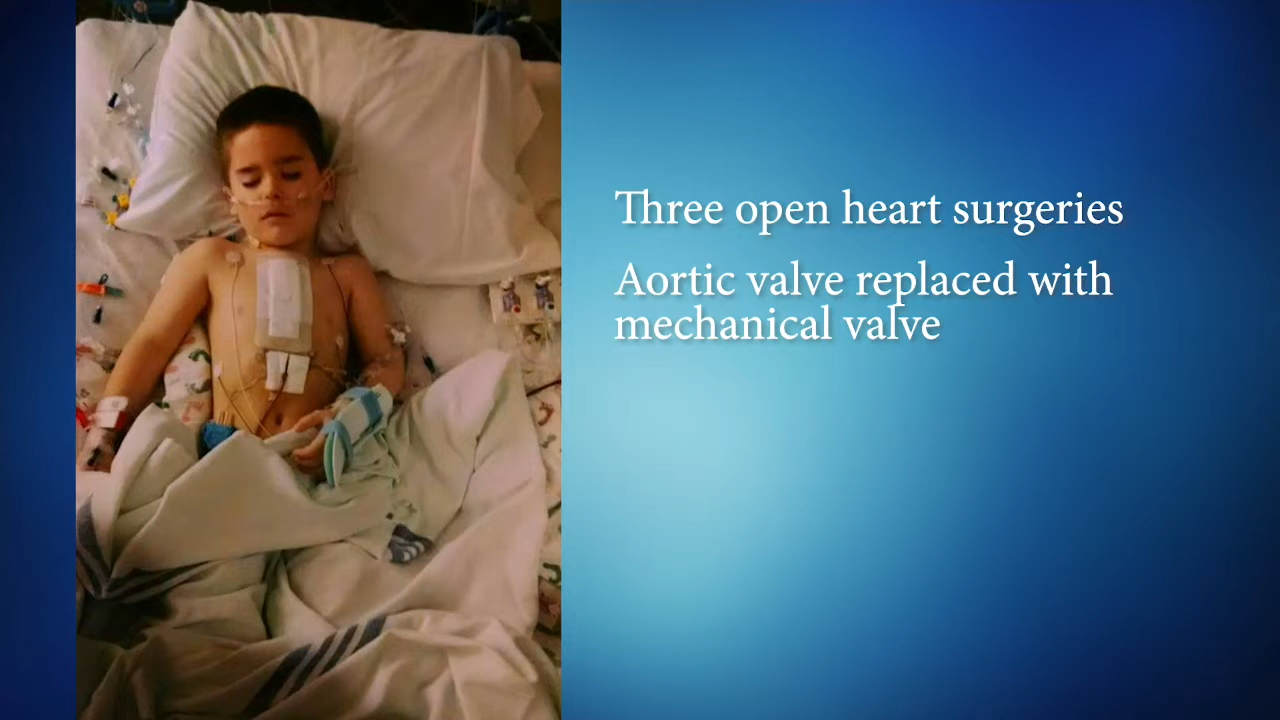 Three open heart surgeries
Aortic valve replaced with
mechanical valve